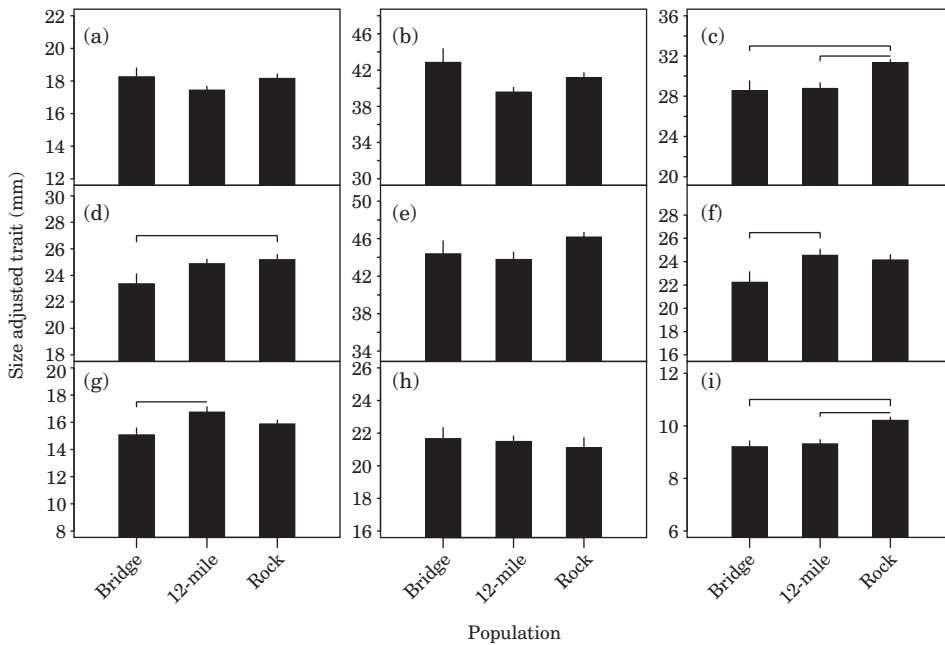 Size adjusted trait (mm)
(a)
22
20
18
16
14
12
(b)
46
42
38
34
30
(c)
36
32
28
24
20
(d)
30
28
26
24
22
20
18
(e)
50
46
42
38
34
(f)
28
26
24
22
20
18
16
(g)
18
16
14
12
10
8
(h)
26
24
22
20
18
16
(i)
12
10
8
6
Bridge
12-mile
Rock
Bridge
12-mile
Rock
Bridge
12-mile
Rock
Population